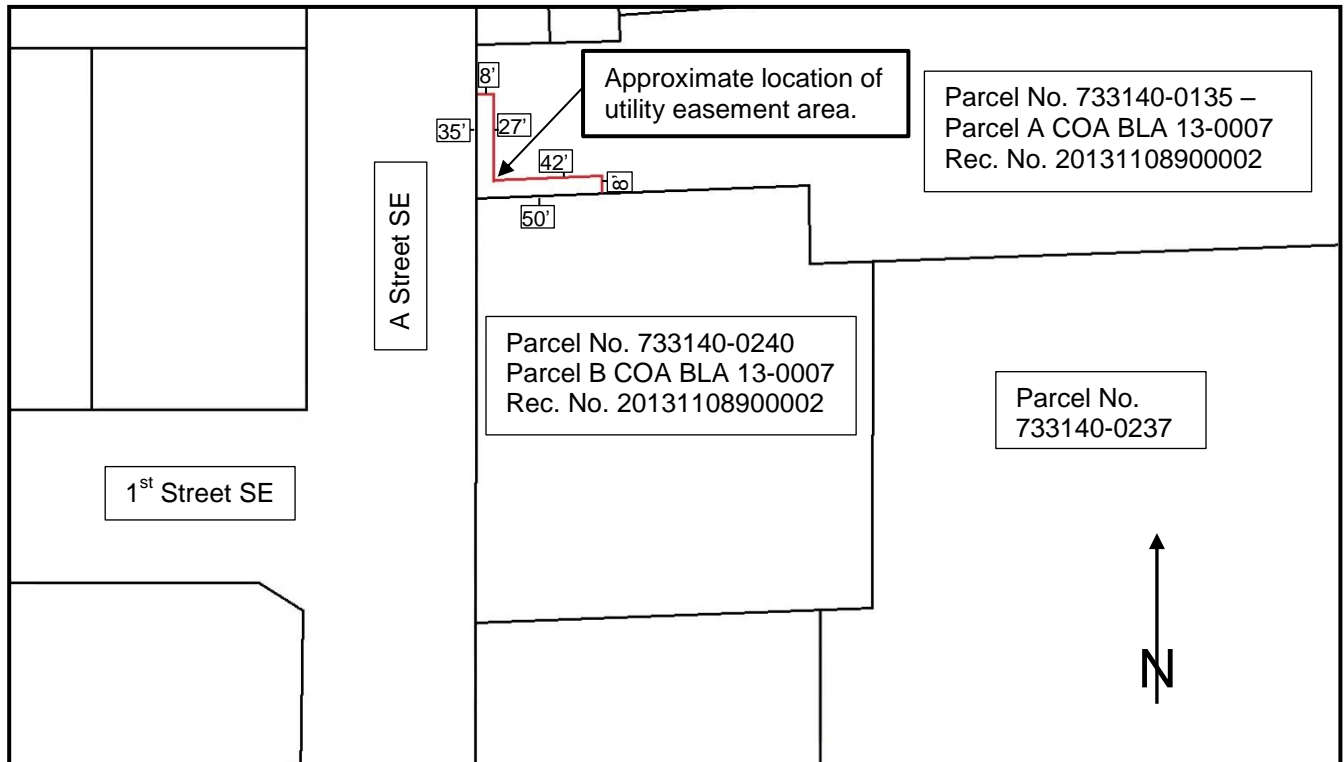 8’
Approximate location of
utility easement area.
Parcel No. 733140-0135 –
Parcel A COA BLA 13-0007
Rec. No. 20131108900002
35’
27’
42’
8’
50’
A Street SE
Parcel No. 733140-0240
Parcel B COA BLA 13-0007
Rec. No. 20131108900002
Parcel No.
733140-0237
1st Street SE
N